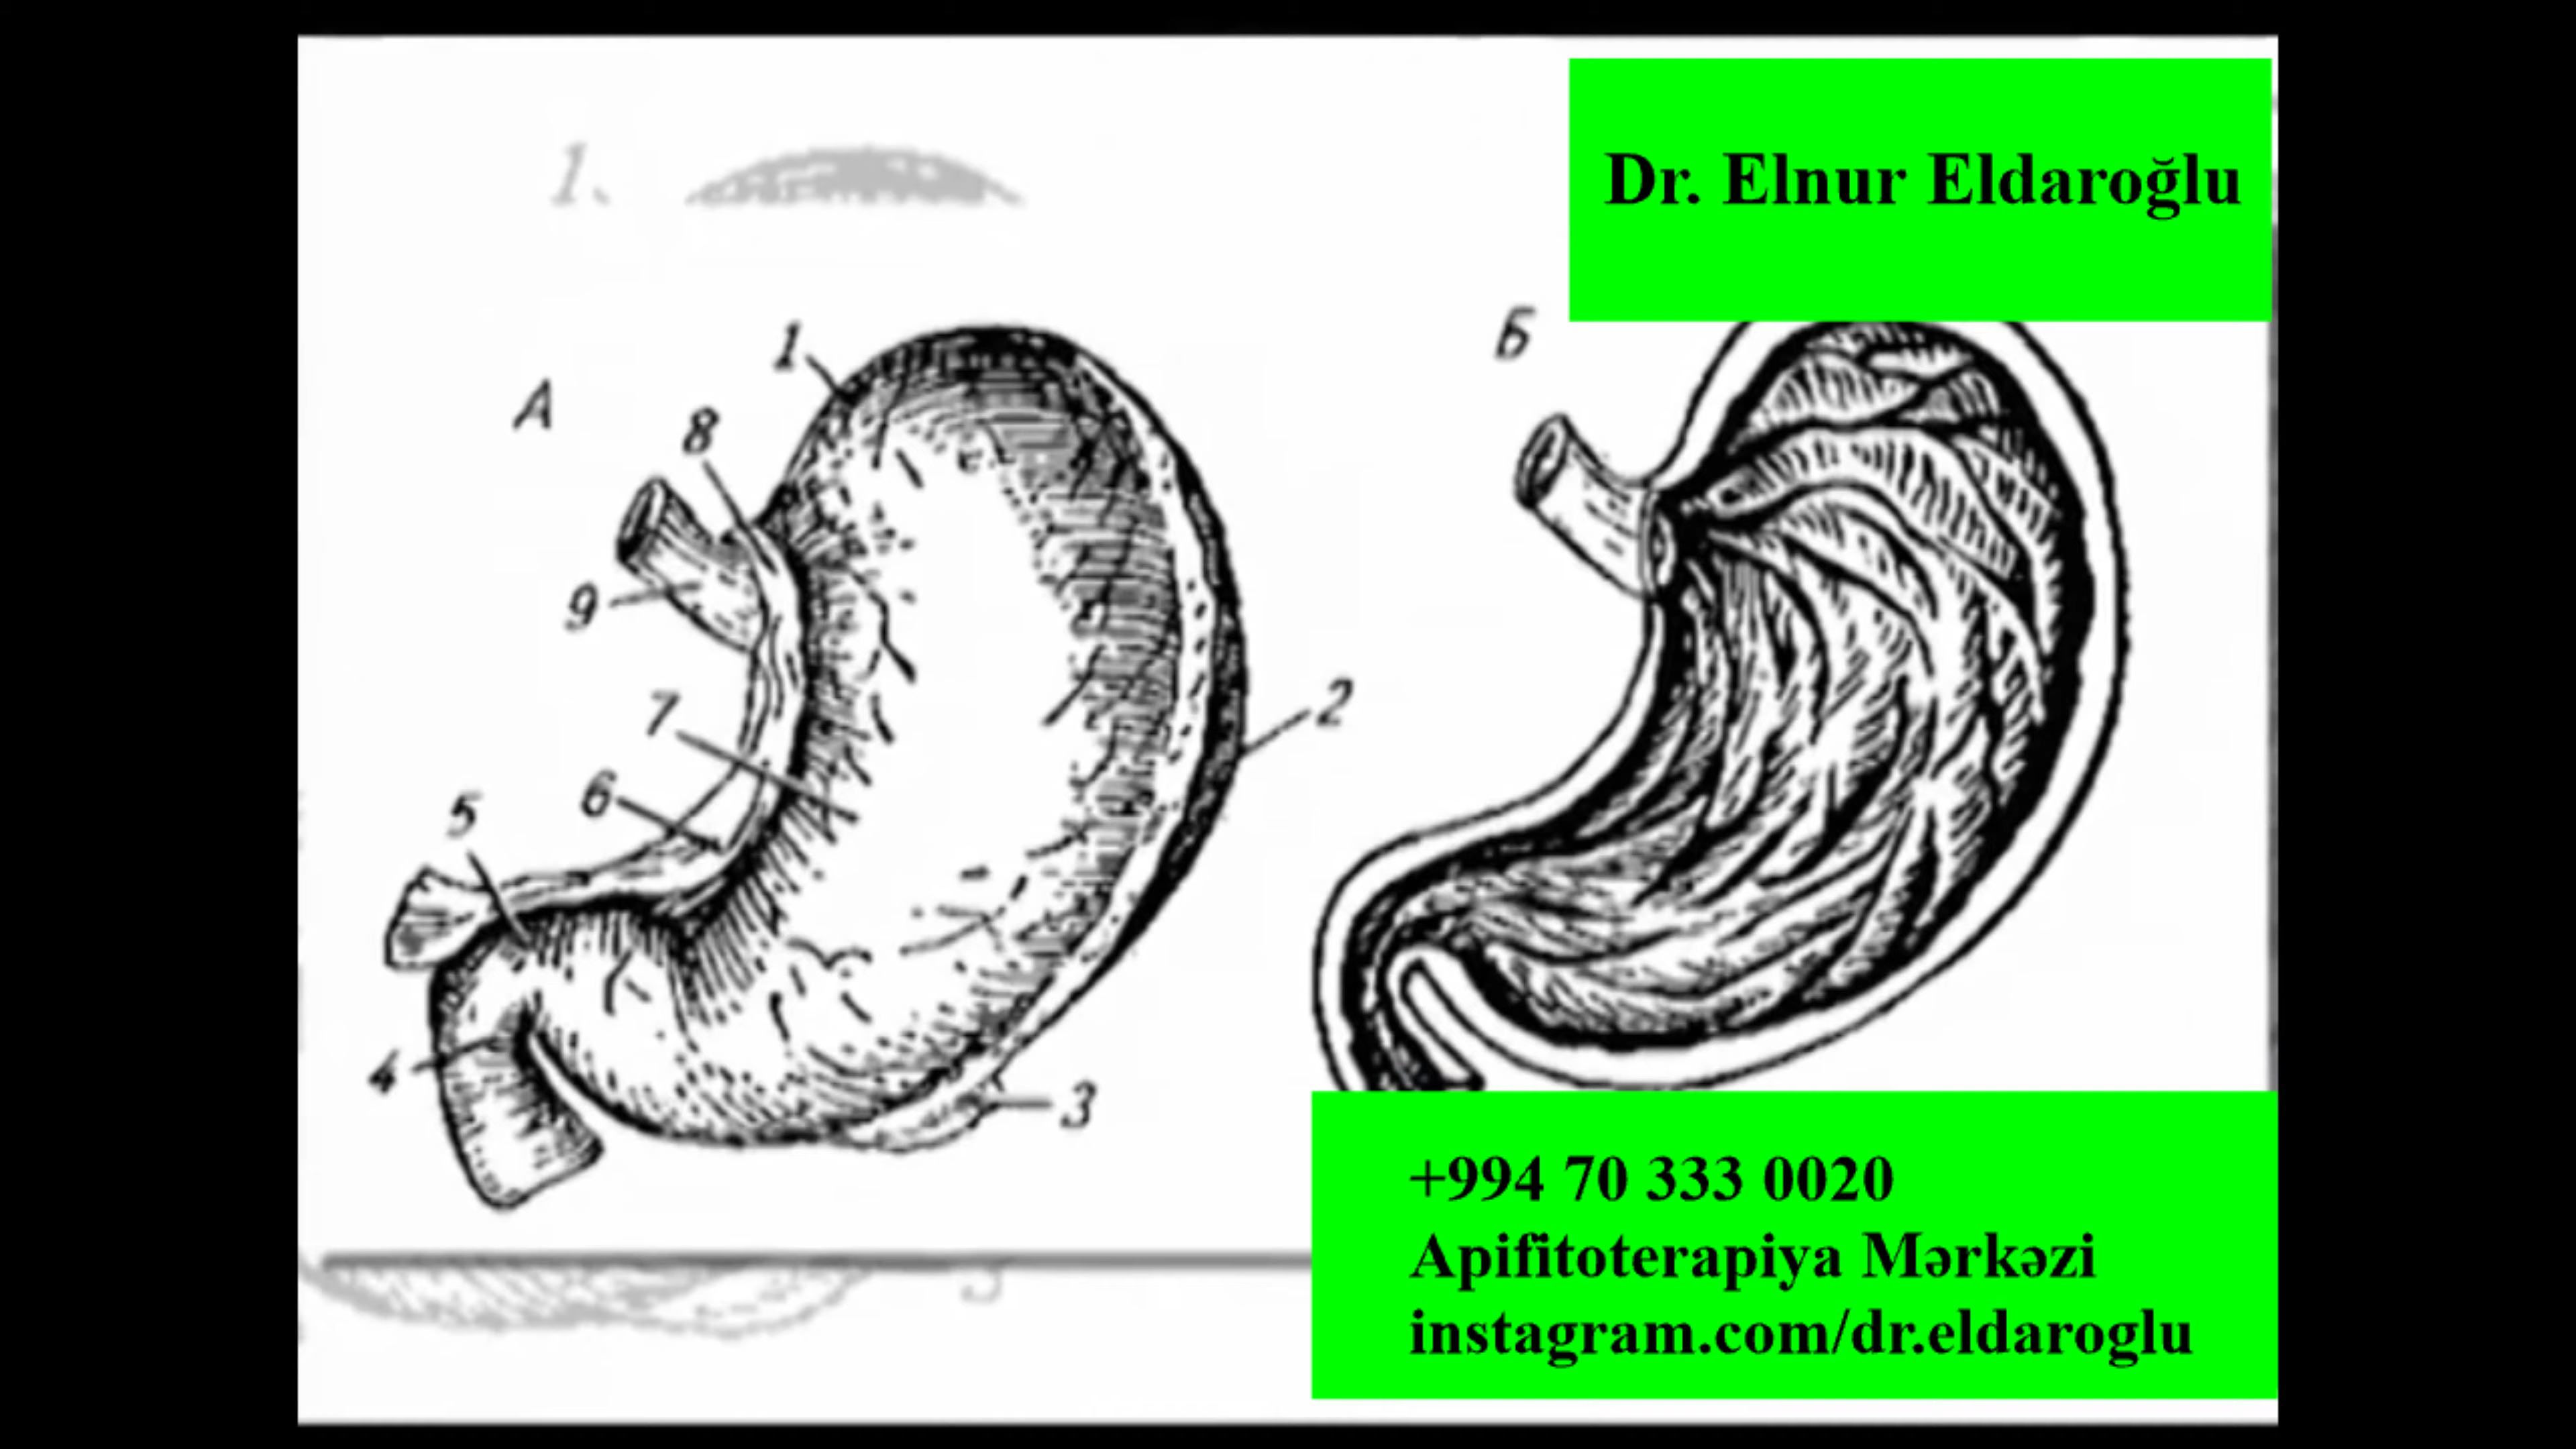 1.
Dr. Elnur Eldaroğlu
А
1
8
9
7
6
5
4
2
3
Б
+994 70 333 0020
Apifitoterapiya Mərkəzi
instagram.com/dr.eldaroglu